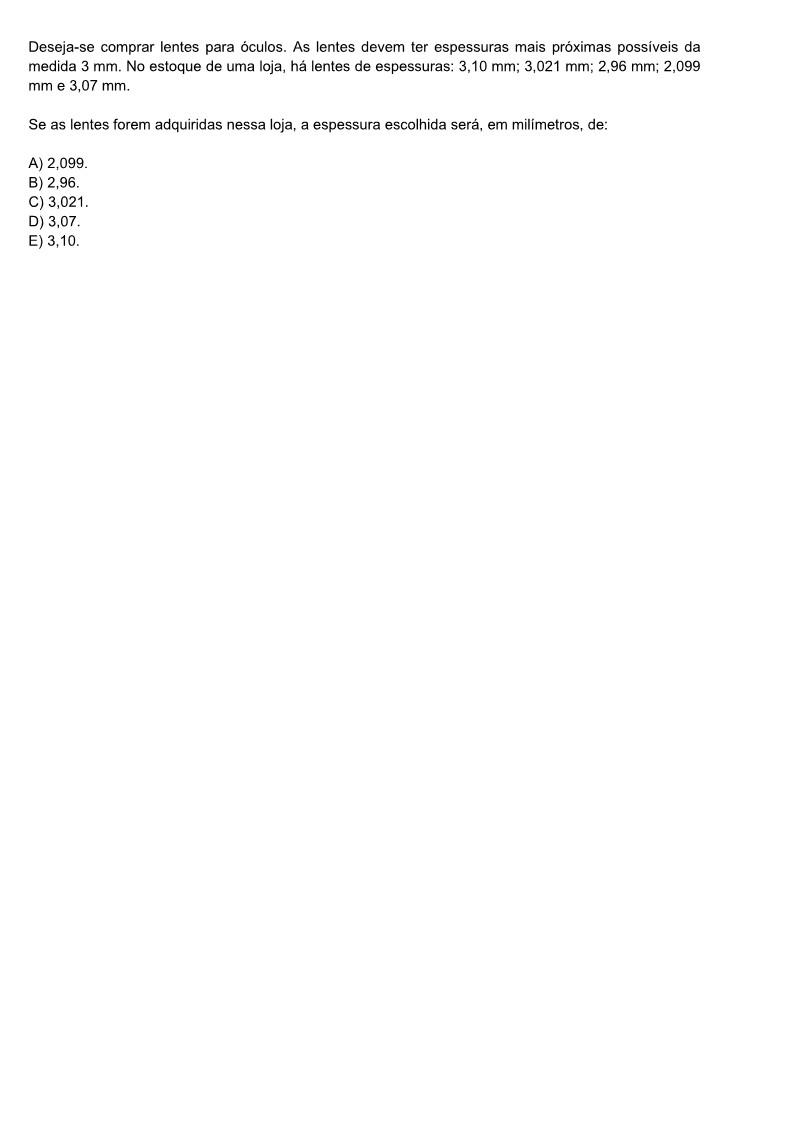 Deseja-se comprar lentes para óculos. As lentes devem ter espessuras mais próximas possíveis da
medida 3 mm. No estoque de uma loja, há lentes de espessuras: 3,10 mm; 3,021 mm; 2,96 mm; 2,099
mm e 3,07 mm.
Se as lentes forem adquiridas nessa loja, a espessura escolhida será, em milímetros, de:
A) 2,099.
B) 2,96.
C) 3,021.
D) 3,07.
E) 3,10.